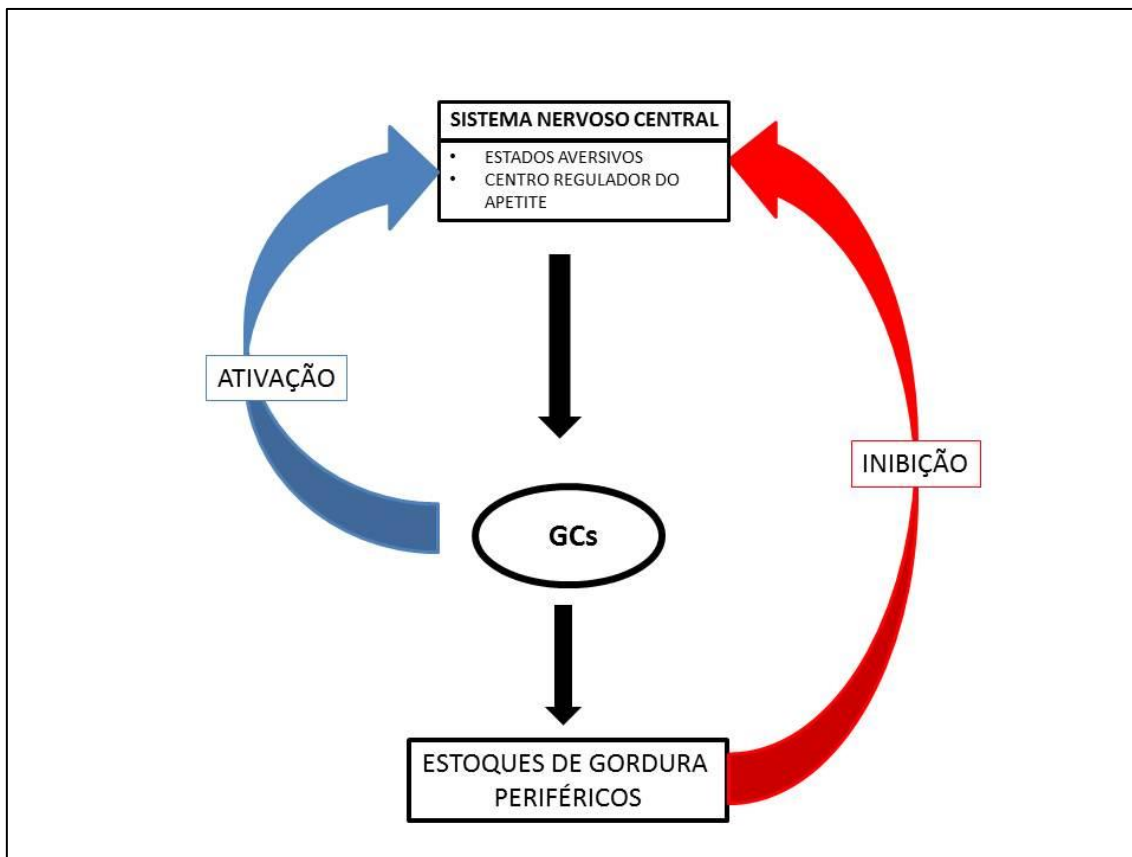 SISTEMA NERVOSO CENTRAL
• ESTADOS AVERSIVOS
• CENTRO REGULADOR DO
APETITE
ATIVAÇÃO
INIBIÇÃO
GCs
ESTOQUES DE GORDURA
PERIFÉRICOS